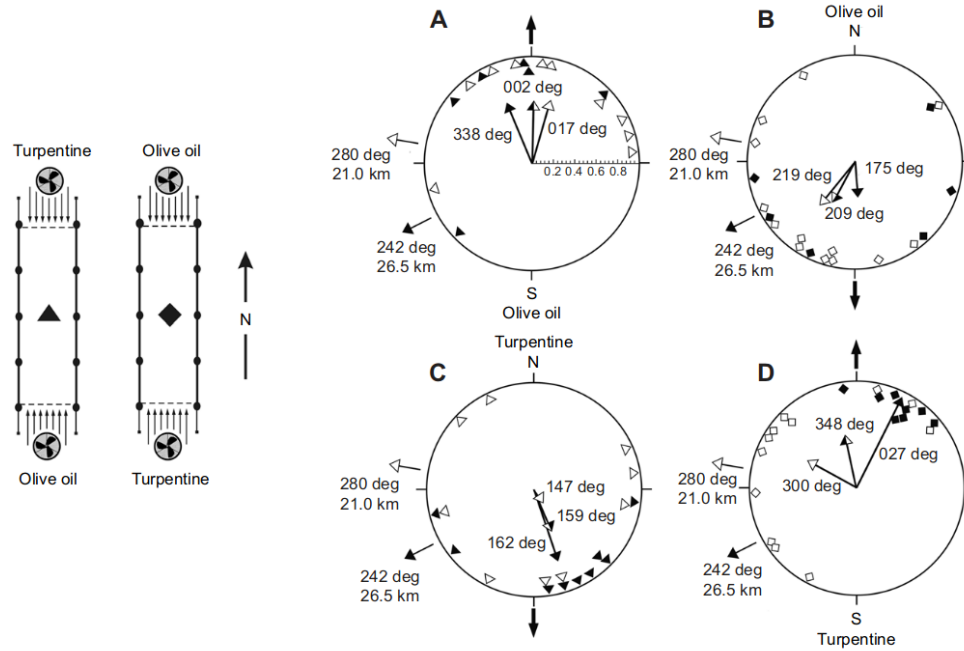 Turpentine
Olive oil
N
Olive oil
Turpentine
A
002 deg
338 deg
017 deg
280 deg
21.0 km
0.2 0.4 0.6 0.8
242 deg
26.5 km
S
Olive oil
Olive oil
N
B
280 deg
21.0 km
219 deg
175 deg
209 deg
242 deg
26.5 km
Turpentine
N
C
280 deg
21.0 km
147 deg
159 deg
162 deg
242 deg
26.5 km
D
348 deg
027 deg
300 deg
280 deg
21.0 km
242 deg
26.5 km
S
Turpentine